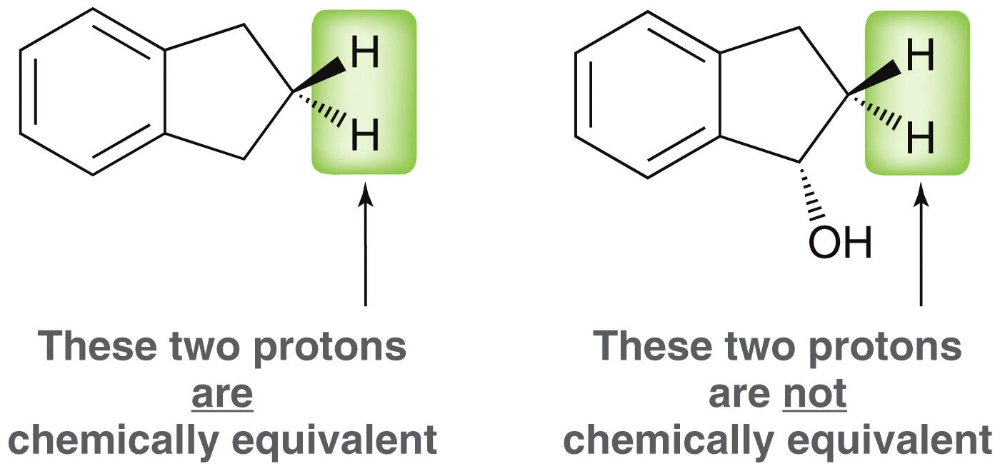 H
H
These two protons
are
chemically equivalent
H
H
OH
These two protons
are not
chemically equivalent